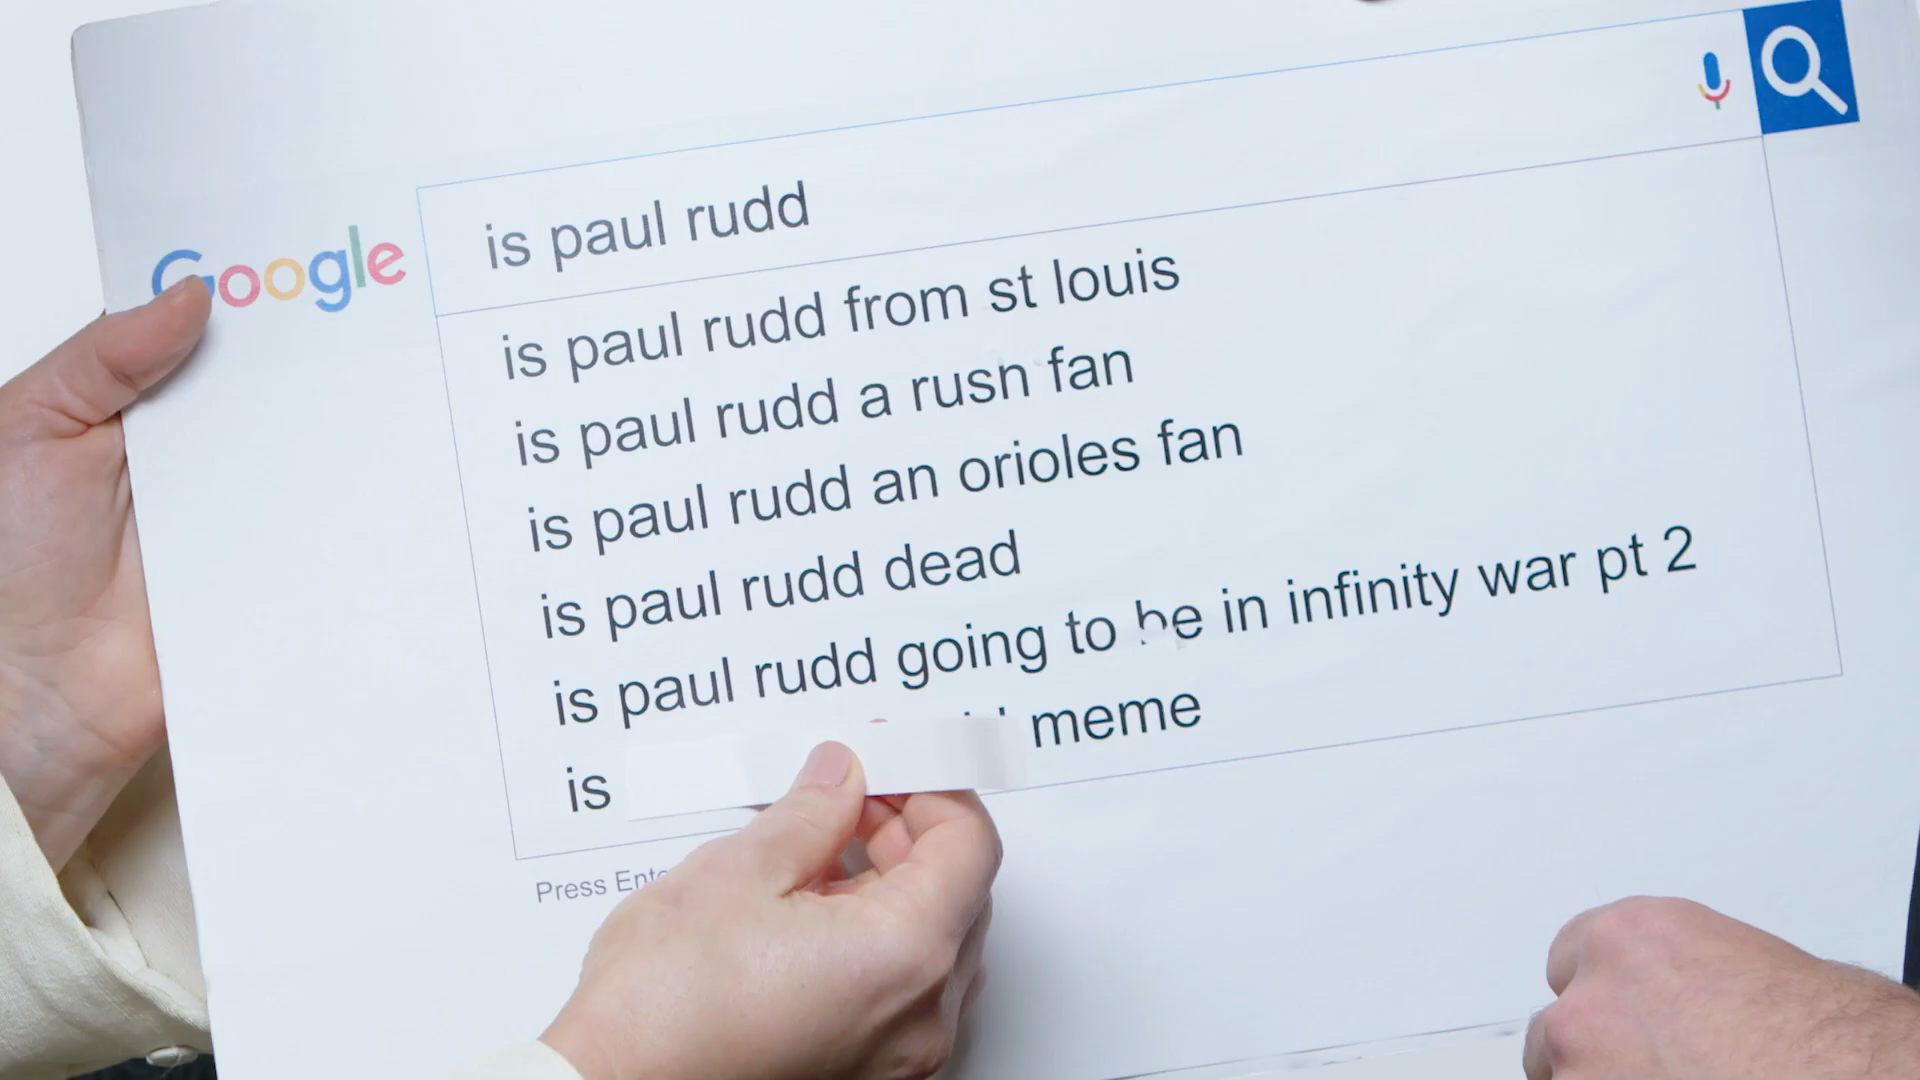 Google
is paul rudd
is paul rudd from st louis
is paul rudd a rush fan
is paul rudd an orioles fan
is paul rudd dead
is paul rudd going to be in infinity war pt 2
is meme
Press